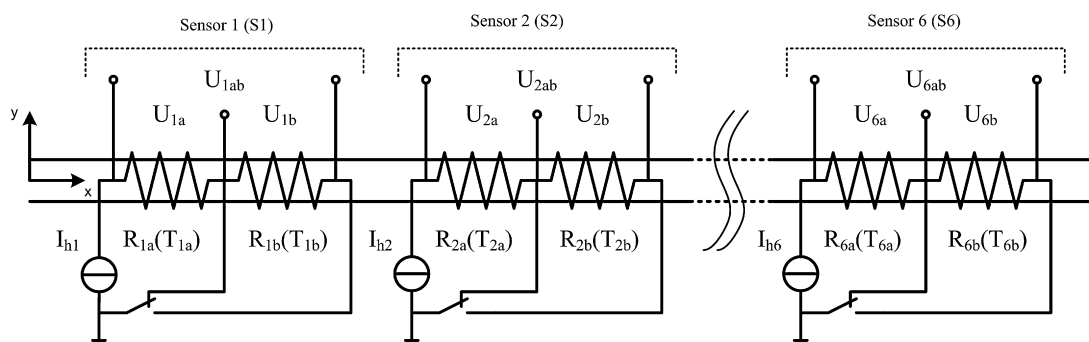 Sensor 1 (S1)
Sensor 2 (S2)
Sensor 6 (S6)
U1ab
U2ab
U6ab
y
U1a
U1b
U2a
U2b
U6a
U6b
x
Ih1
R1a(T1a)
R1b(T1b)
Ih2
R2a(T2a)
R2b(T2b)
Ih6
R6a(T6a)
R6b(T6b)